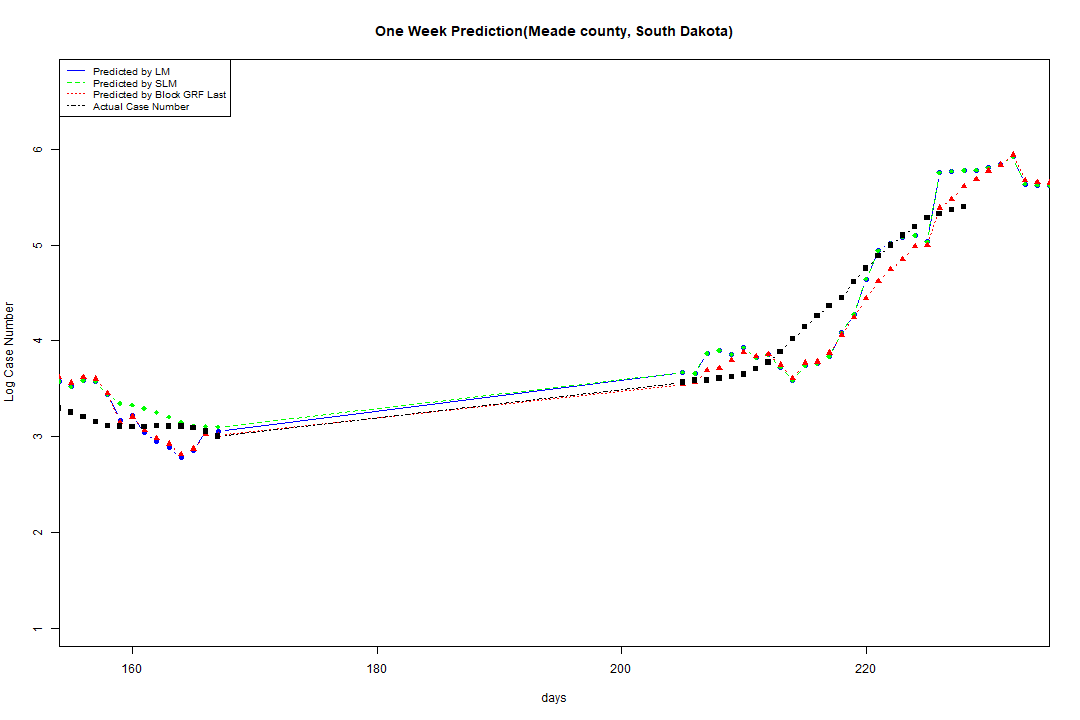 One Week Prediction(Meade county, South Dakota)
Predicted by LM
Predicted by SLM
Predicted by Block GRF Last
Actual Case Number
6
5
4
3
2
1
Log Case Number
160 180 200 220
days